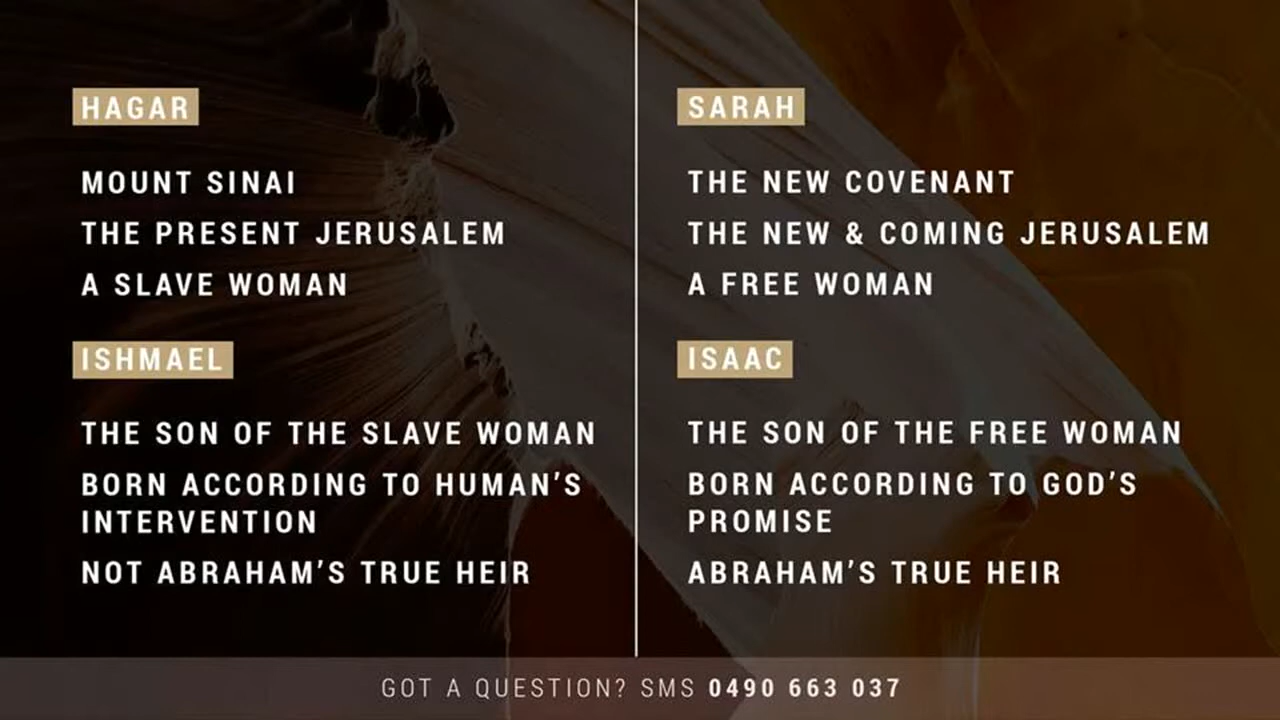 HAGAR
MOUNT SINAI
THE PRESENT JERUSALEM
A SLAVE WOMAN
ISHMAEL
THE SON OF THE SLAVE WOMAN
BORN ACCORDING TO HUMAN’S
INTERVENTION
NOT ABRAHAM’S TRUE HEIR
SARAH
THE NEW COVENANT
THE NEW & COMING JERUSALEM
A FREE WOMAN
ISAAC
THE SON OF THE FREE WOMAN
BORN ACCORDING TO GOD’S
PROMISE
ABRAHAM’S TRUE HEIR
GOT A QUESTION? SMS 0490 663 037